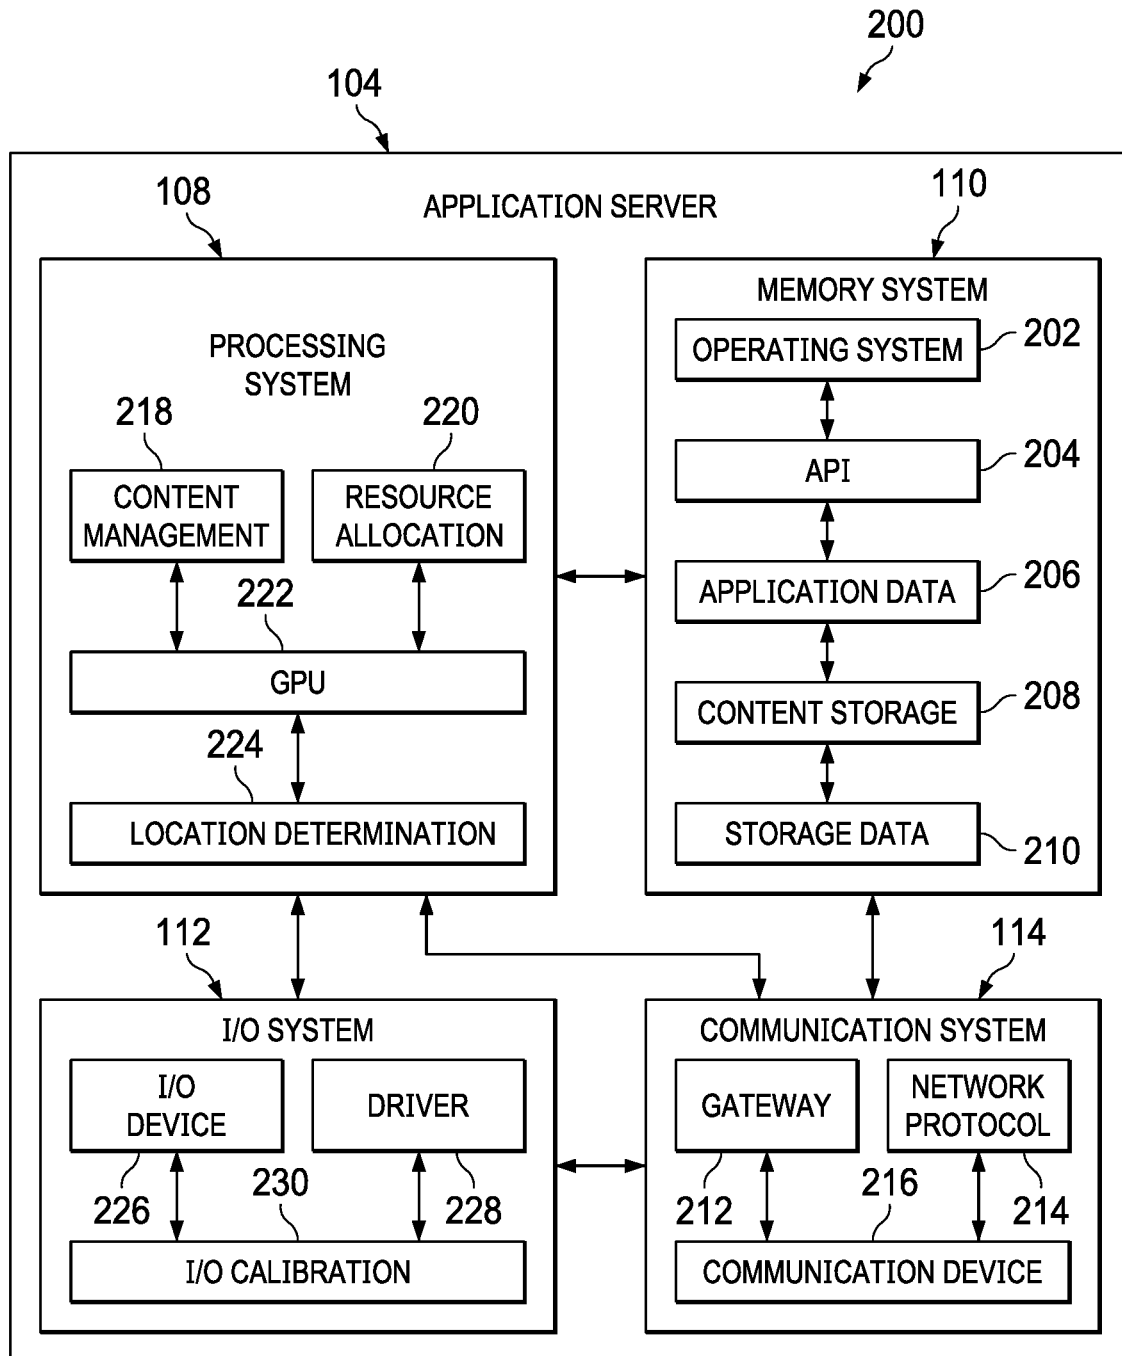 200
104
APPLICATION SERVER
108
PROCESSING
SYSTEM
218
220
CONTENT
MANAGEMENT
RESOURCE
ALLOCATION
222
GPU
224
LOCATION DETERMINATION
110
MEMORY SYSTEM
OPERATING SYSTEM
202
API
204
APPLICATION DATA
206
CONTENT STORAGE
208
STORAGE DATA
210
112
I/O SYSTEM
I/O
DEVICE
DRIVER
226
230
228
I/O CALIBRATION
114
COMMUNICATION SYSTEM
GATEWAY
NETWORK
PROTOCOL
212
216
214
COMMUNICATION DEVICE